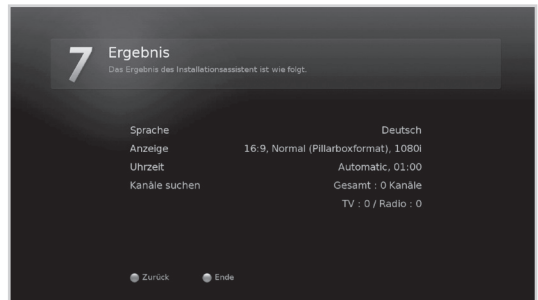 7
Ergebnis
Das Ergebnis des Installationsassistent ist wie folgt.
Sprache Deutsch
Anzeige 16:9, Normal (Pillarboxformat), 1080i
Uhrzeit Automatic, 01:00
Kanäle suchen Gesamt : 0 Kanäle
TV : 0 / Radio : 0
Zurück Ende